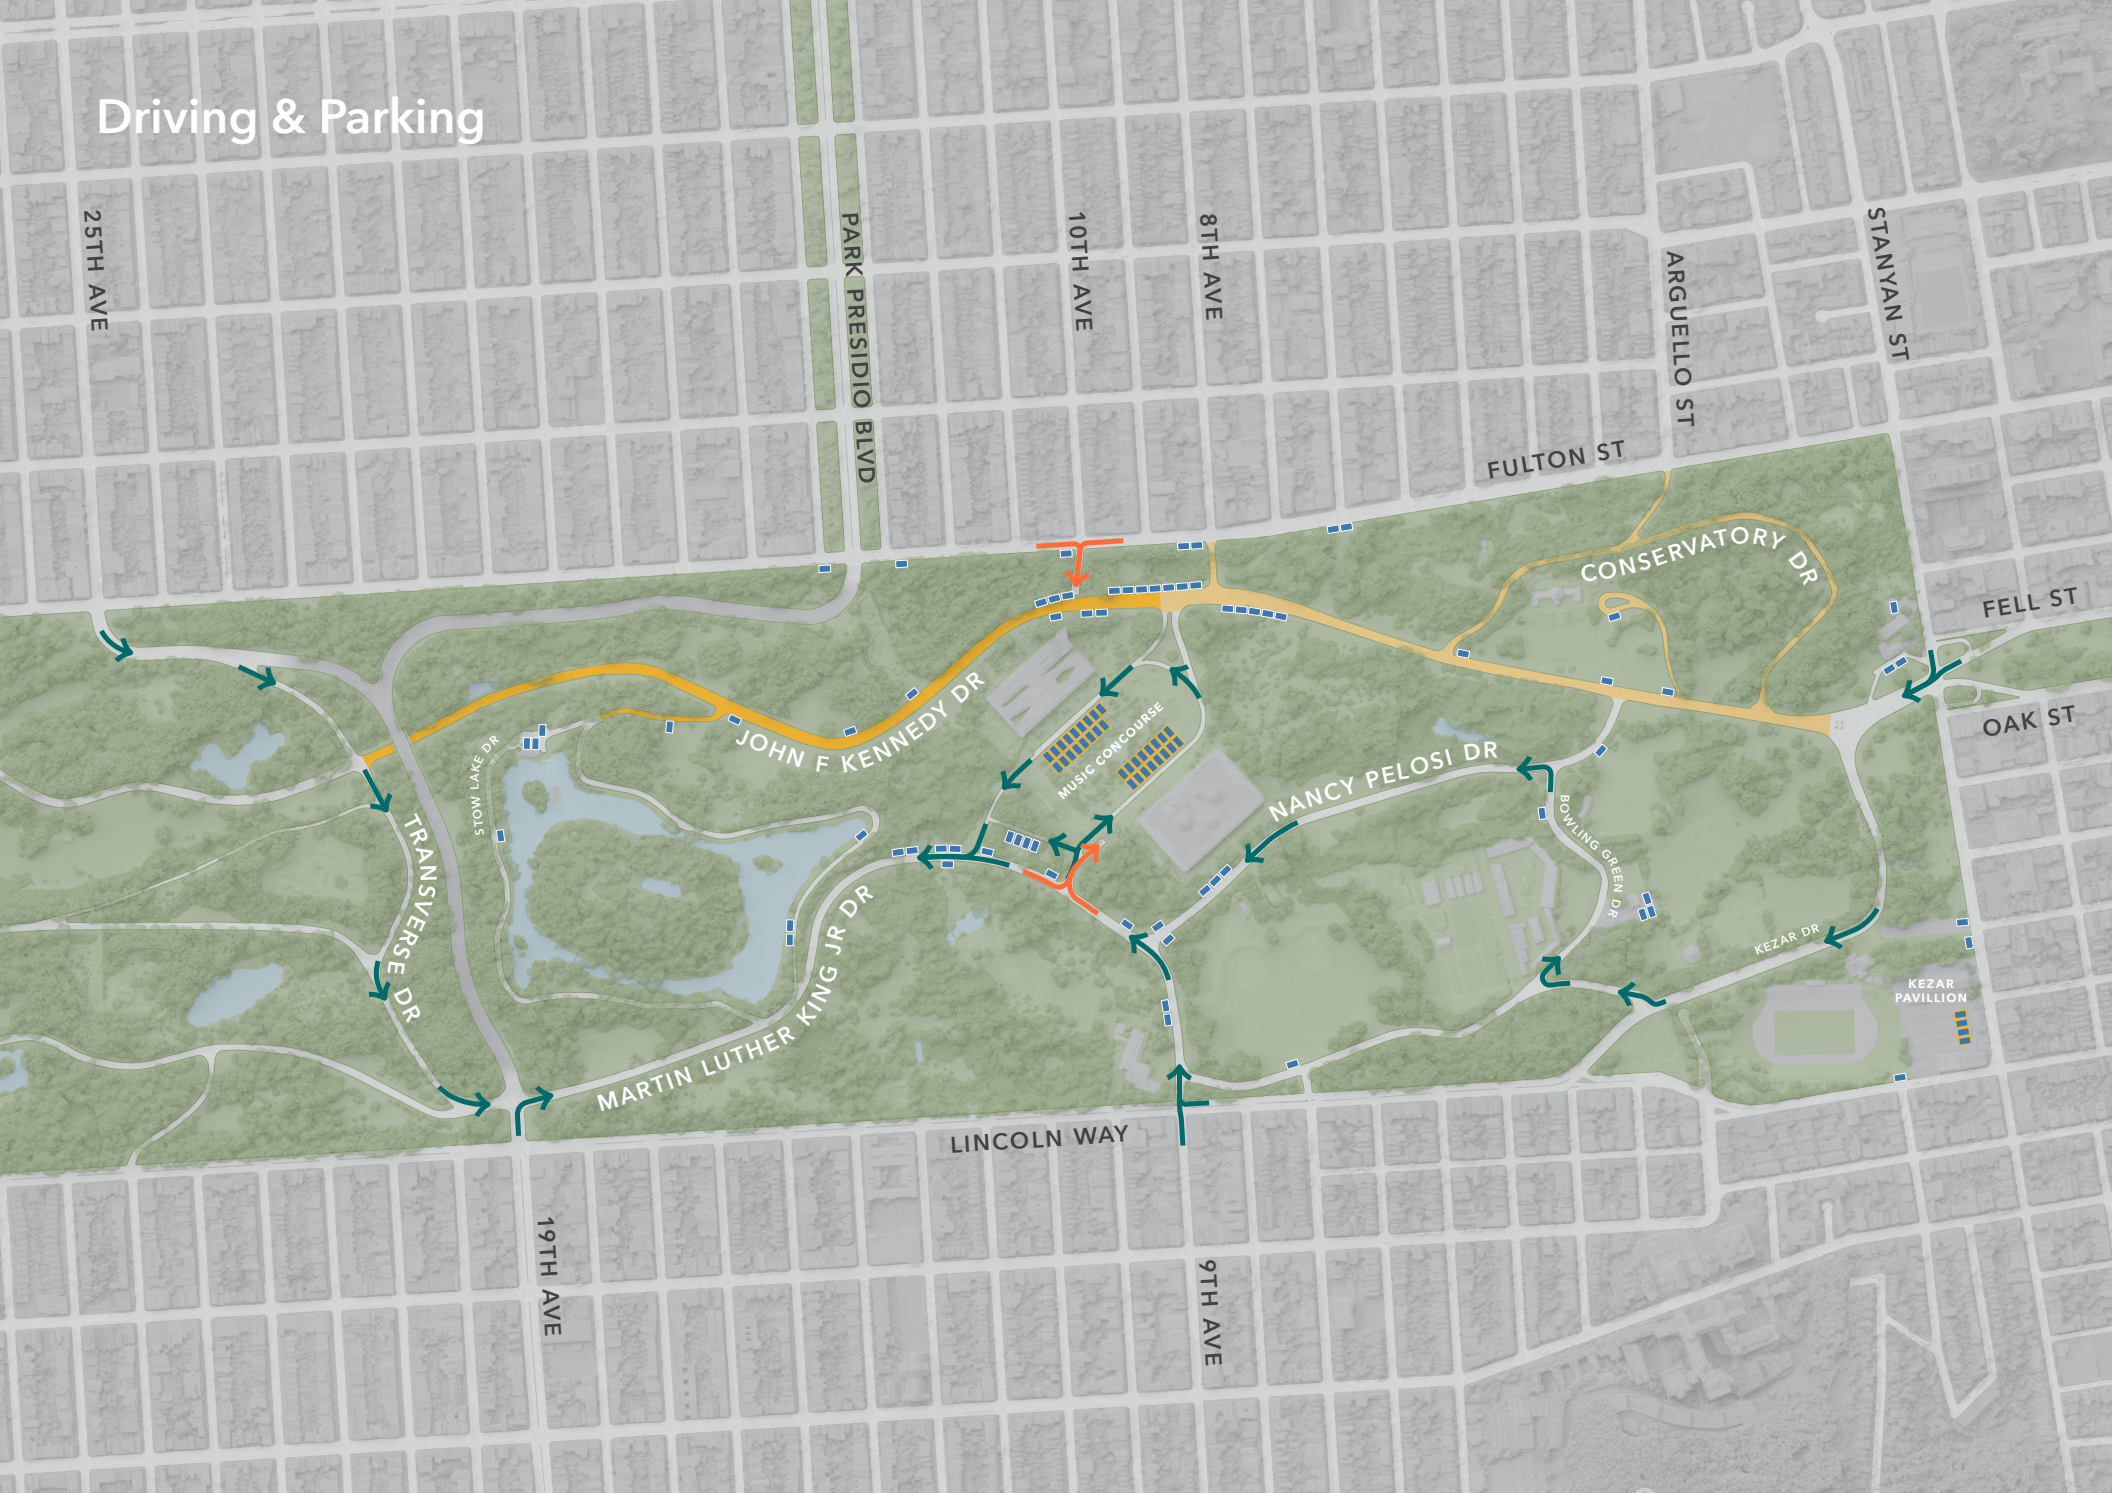 Driving & Parking
25TH AVE
PARK PRESIDIO BLVD
10TH AVE
8TH AVE
ARGUELLO ST
STANYAN ST
FULTON ST
CONSERVATORY DR
FELL ST
OAK ST
JOHN F KENNEDY DR
MUSIC CONCOURSE
NANCY PELOSI DR
STOW LAKE DR
TRANSVERSE DR
BOWLING GREEN DR
MARTIN LUTHER KING JR DR
KEZAR DR
KEZAR
PAVILLION
LINCOLN WAY
19TH AVE
9TH AVE